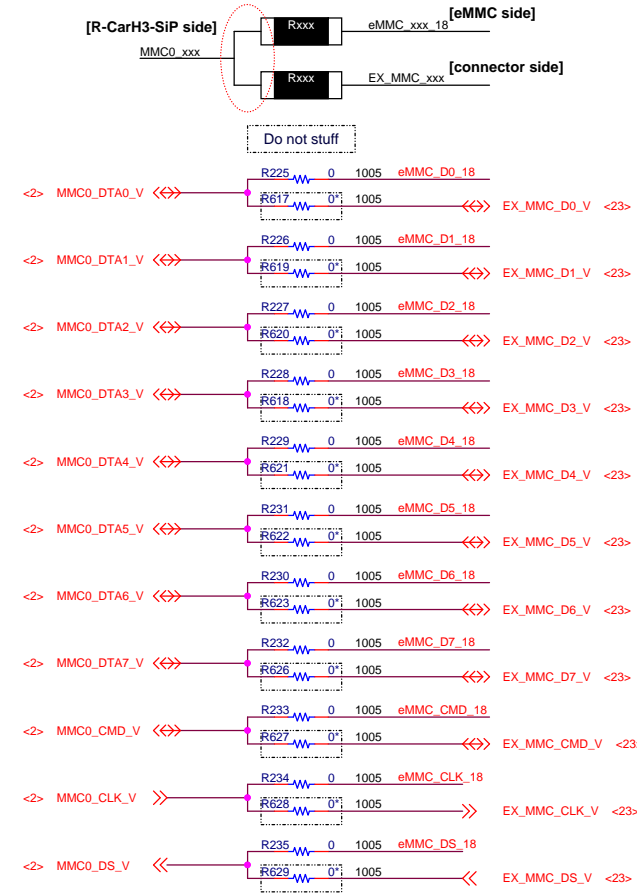 [eMMC side]
[R-CarH3-SiP side]
Rxxx eMMC_xxx_18
MMC0_xxx
[connector side]
Rxxx EX_MMC_xxx
Do not stuff
R225 0 1005 eMMC_D0_18
<2> MMC0_DTA0_V
R617 0* 1005 EX_MMC_D0_V <23>
R226 0 1005 eMMC_D1_18
<2> MMC0_DTA1_V
R619 0* 1005 EX_MMC_D1_V <23>
R227 0 1005 eMMC_D2_18
<2> MMC0_DTA2_V
R620 0* 1005 EX_MMC_D2_V <23>
R228 0 1005 eMMC_D3_18
<2> MMC0_DTA3_V
R618 0* 1005 EX_MMC_D3_V <23>
R229 0 1005 eMMC_D4_18
<2> MMC0_DTA4_V
R621 0* 1005 EX_MMC_D4_V <23>
R231 0 1005 eMMC_D5_18
<2> MMC0_DTA5_V
R622 0* 1005 EX_MMC_D5_V <23>
R230 0 1005 eMMC_D6_18
<2> MMC0_DTA6_V
R623 0* 1005 EX_MMC_D6_V <23>
R232 0 1005 eMMC_D7_18
<2> MMC0_DTA7_V
R626 0* 1005 EX_MMC_D7_V <23>
R233 0 1005 eMMC_CMD_18
<2> MMC0_CMD_V
R627 0* 1005 EX_MMC_CMD_V <23
R234 0 1005 eMMC_CLK_18
<2> MMC0_CLK_V
R628 0* 1005 EX_MMC_CLK_V <23>
R235 0 1005 eMMC_DS_18
<2> MMC0_DS_V
R629 0* 1005 EX_MMC_DS_V <23>